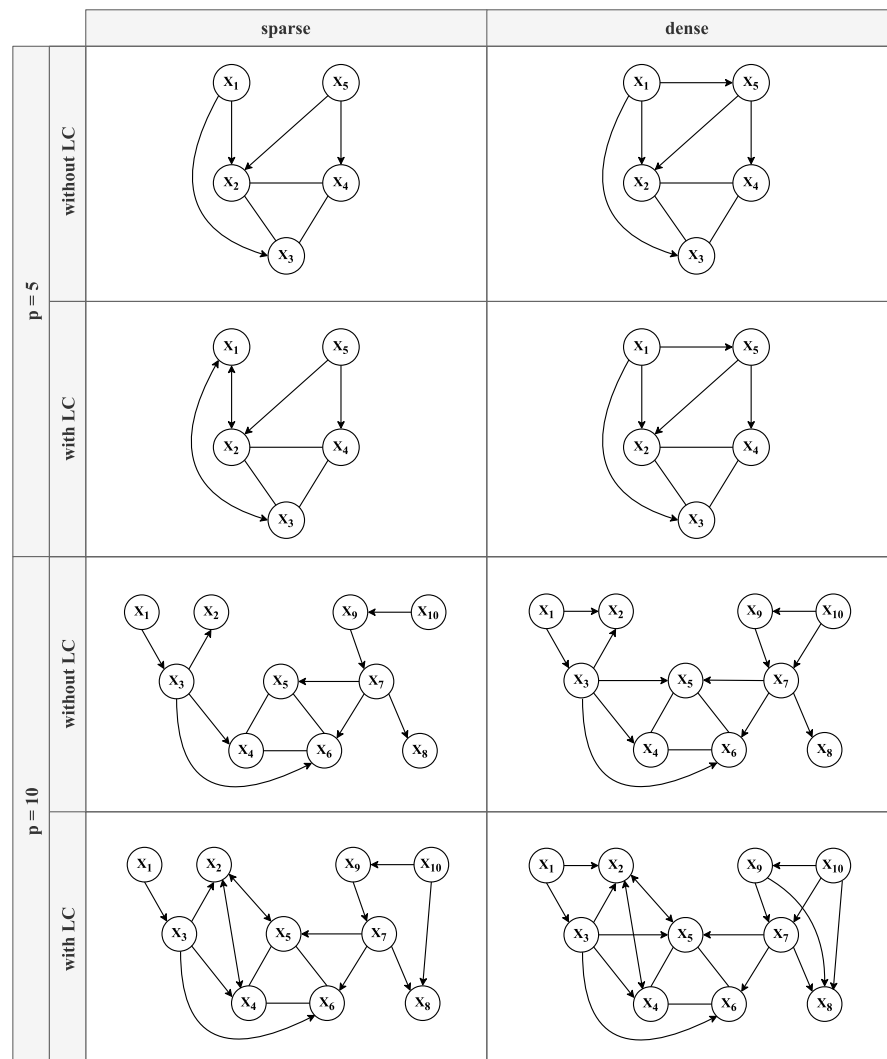 sparse dense
p = 5
without LC
X1 X5 X1 X5
X2 X4 X2 X4
X3 X3
with LC
X1 X5 X1 X5
X2 X4 X2 X4
X3 X3
p = 10
without LC
X1 X2 X9 X10 X1 X2 X9 X10
X3 X5 X7 X3 X5 X7
X4 X6 X8 X4 X6 X8
with LC
X1 X2 X9 X10 X1 X2 X9 X10
X3 X5 X7 X3 X5 X7
X4 X6 X8 X4 X6 X8